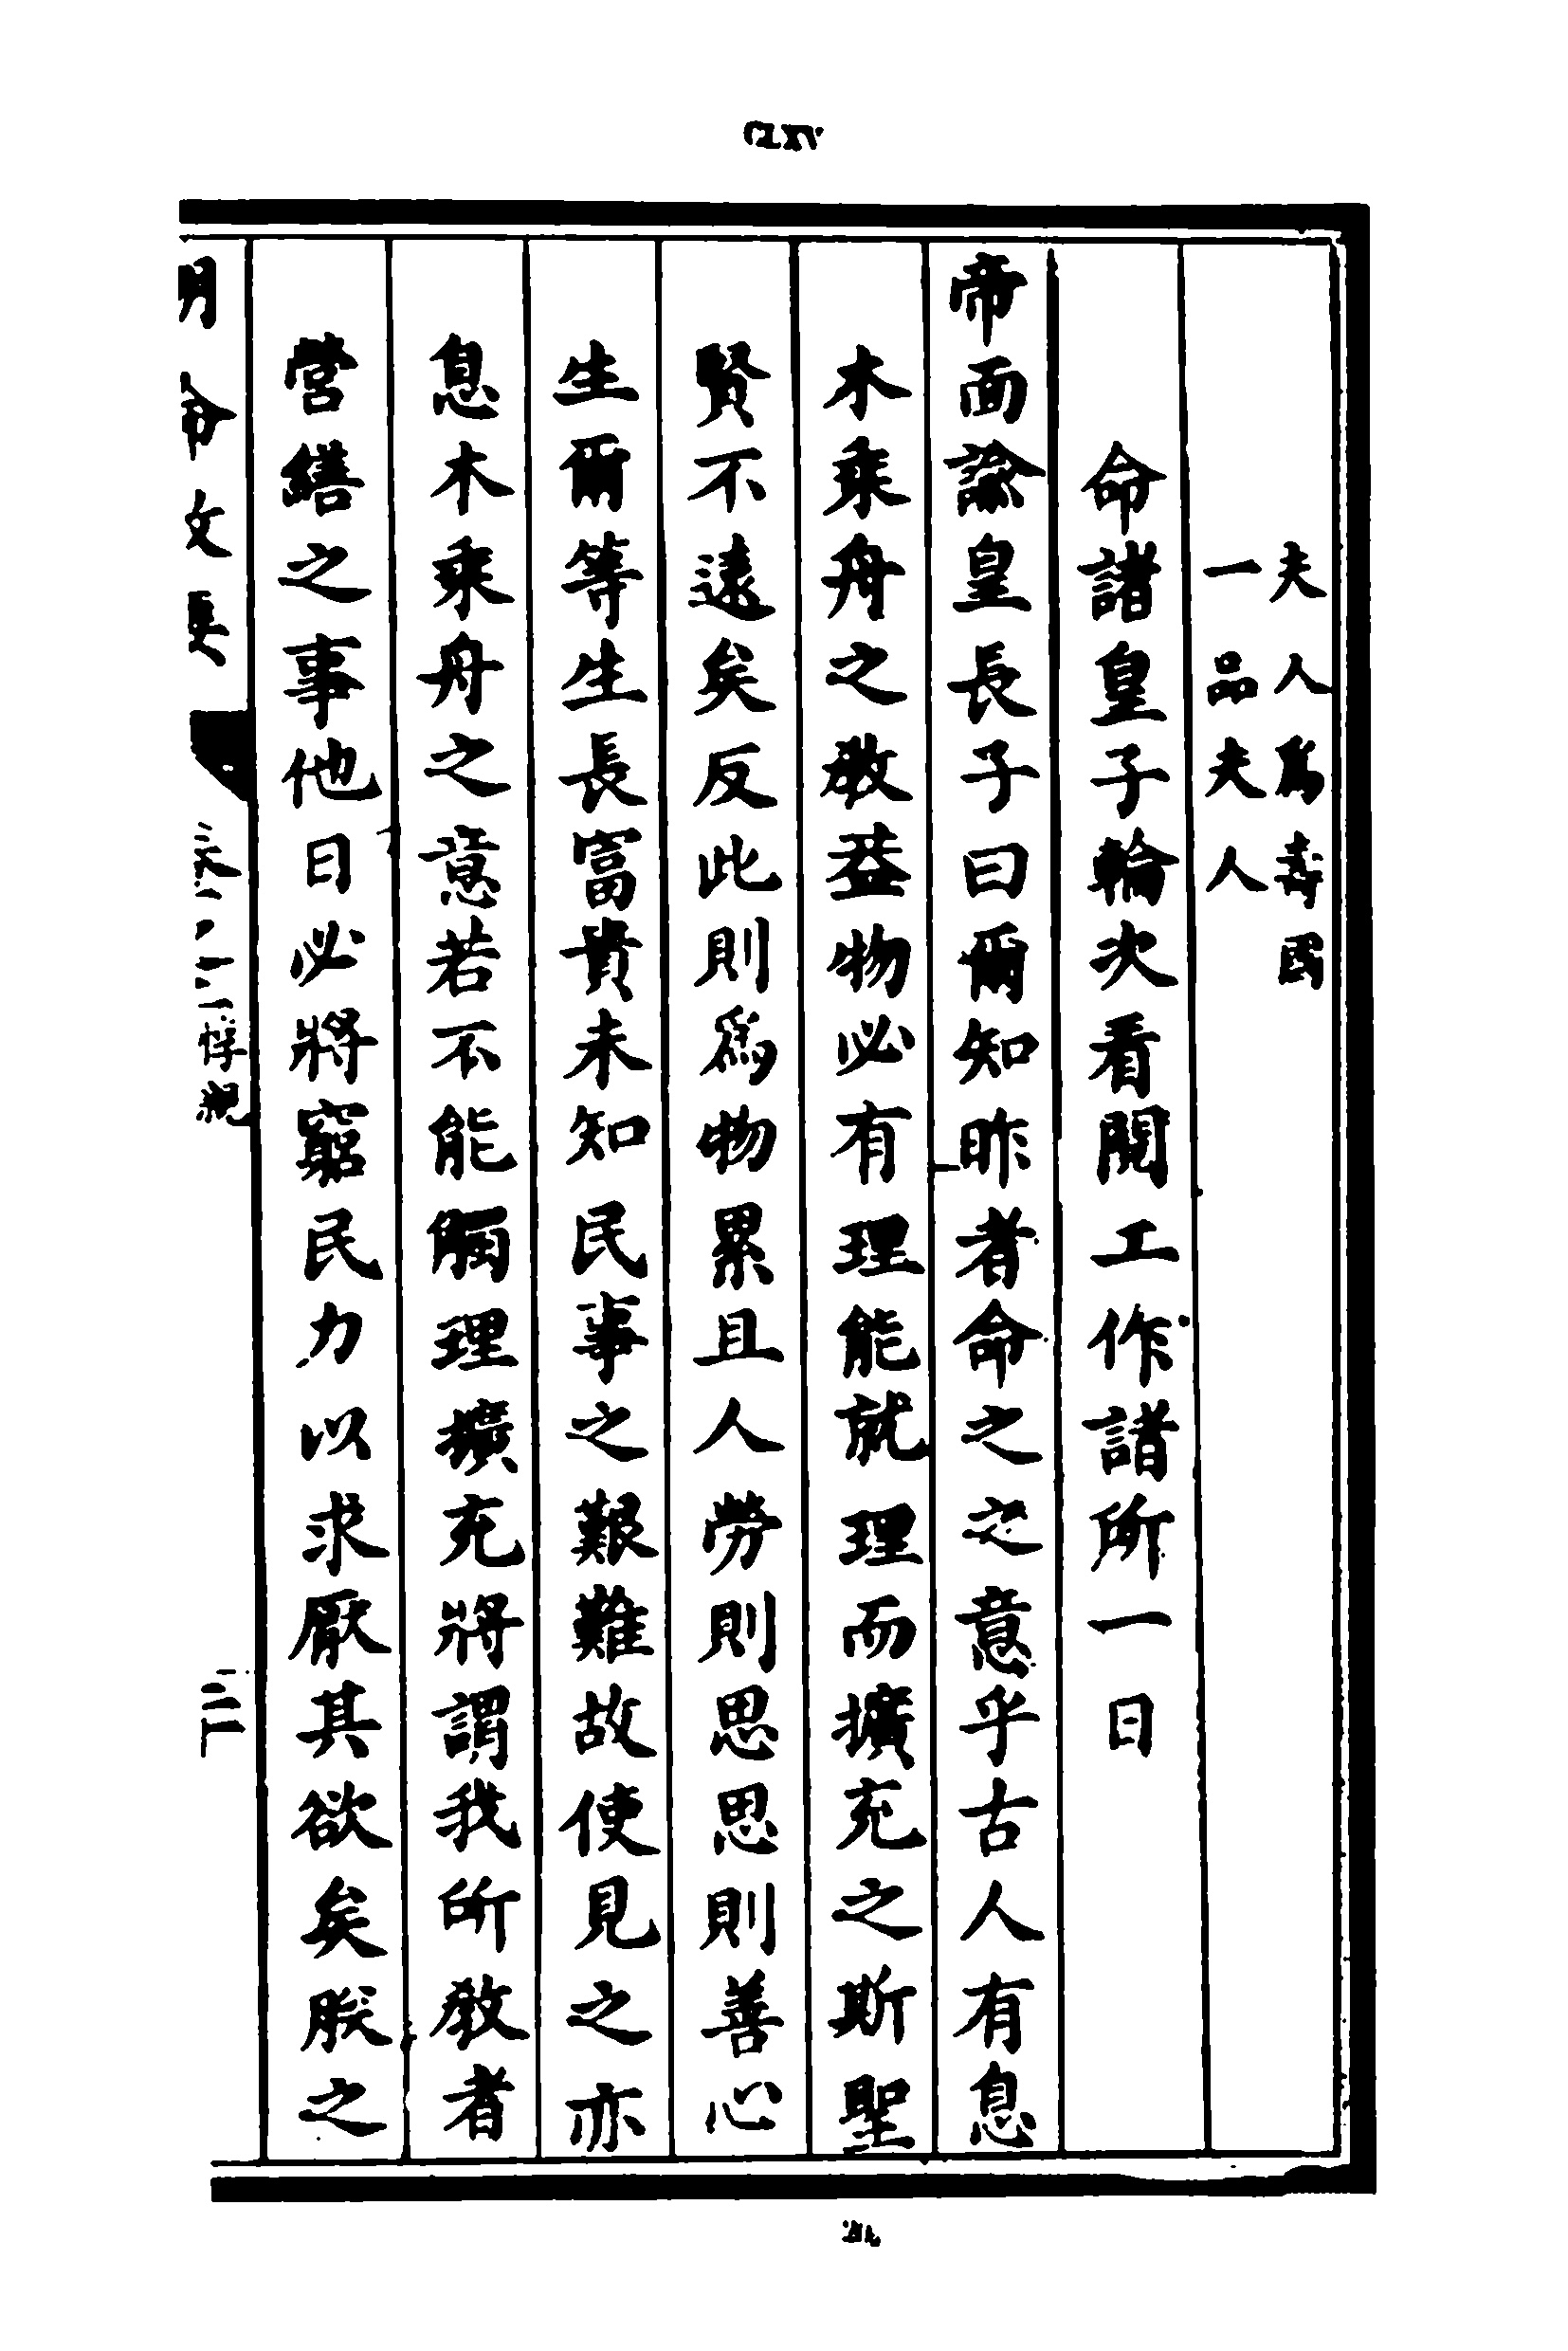 CLXV
夫人爲壽國
一品夫人
命諸皇子輪次看閱工作諸所一日
帝面諭皇長子曰爾知昨者命之之意乎古人有息
木乘舟之敎益物必有理能就理而擴充之斯聖
賢不遠矣反此則爲物累且人勞則思思則善心
生爾等生長富貴未知民事之艱難故使見之亦
息木乘舟之意若不能觸理擴充將謂我所敎者
營繕之事他日必將窮民力以求厭其欲矣朕之
明命文